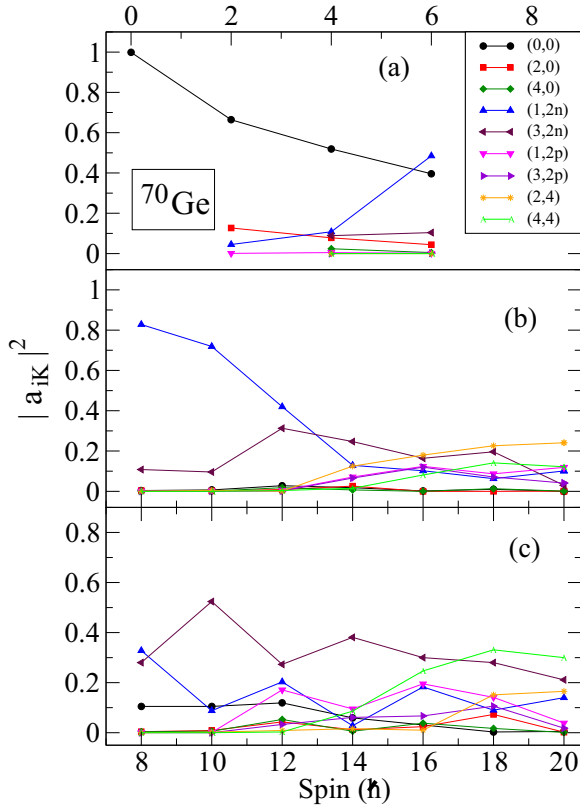 0 2 4 6 8
(a)
(0,0)
(2,0)
(4,0)
(1,2n)
(3,2n)
(1,2p)
(3,2p)
(2,4)
(4,4)
70Ge
1
0.8
0.6
0.4
0.2
0
(b)
1
0.8
0.6
0.4
0.2
0
| a iK | 2
(c)
0.8
0.6
0.4
0.2
0
8 10 12 14 16 18 20
Spin (ħ)